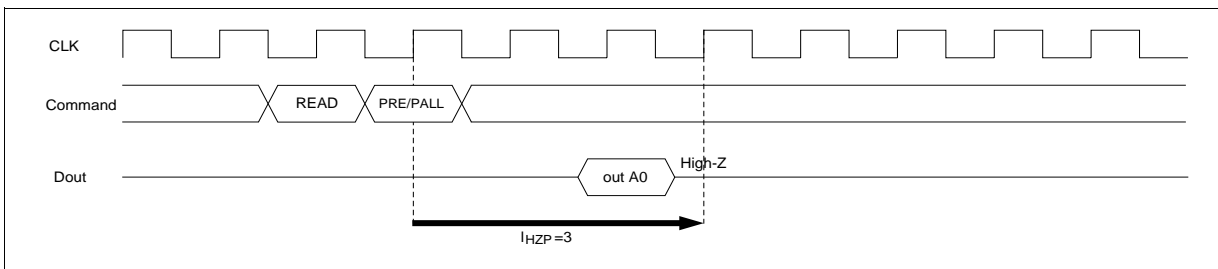 CLK
Command
READ
PRE/PALL
Dout
out A0
High-Z
lHZP=3